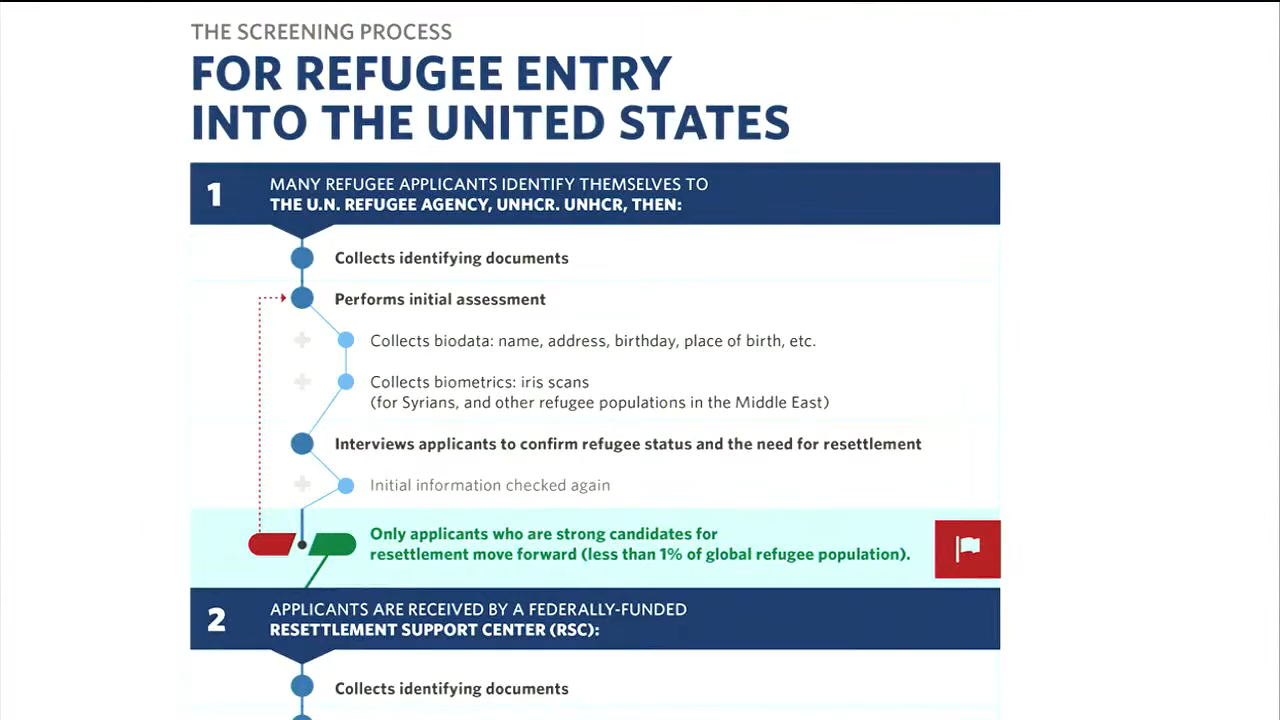 THE SCREENING PROCESS
FOR REFUGEE ENTRY
INTO THE UNITED STATES
1
MANY REFUGEE APPLICANTS IDENTIFY THEMSELVES TO
THE U.N. REFUGEE AGENCY, UNHCR. UNHCR, THEN:
Collects identifying documents
Performs initial assessment
Collects biodata: name, address, birthday, place of birth, etc.
Collects biometrics: iris scans
(for Syrians, and other refugee populations in the Middle East)
Interviews applicants to confirm refugee status and the need for resettlement
Initial information checked again
Only applicants who are strong candidates for
resettlement move forward (less than 1% of global refugee population).
2
APPLICANTS ARE RECEIVED BY A FEDERALLY-FUNDED
RESETTLEMENT SUPPORT CENTER (RSC):
Collects identifying documents